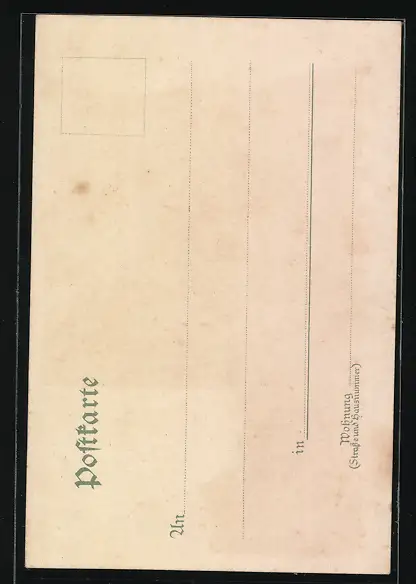 Postkarte
An
in
Wohnung
(Straße und Hausnummer)